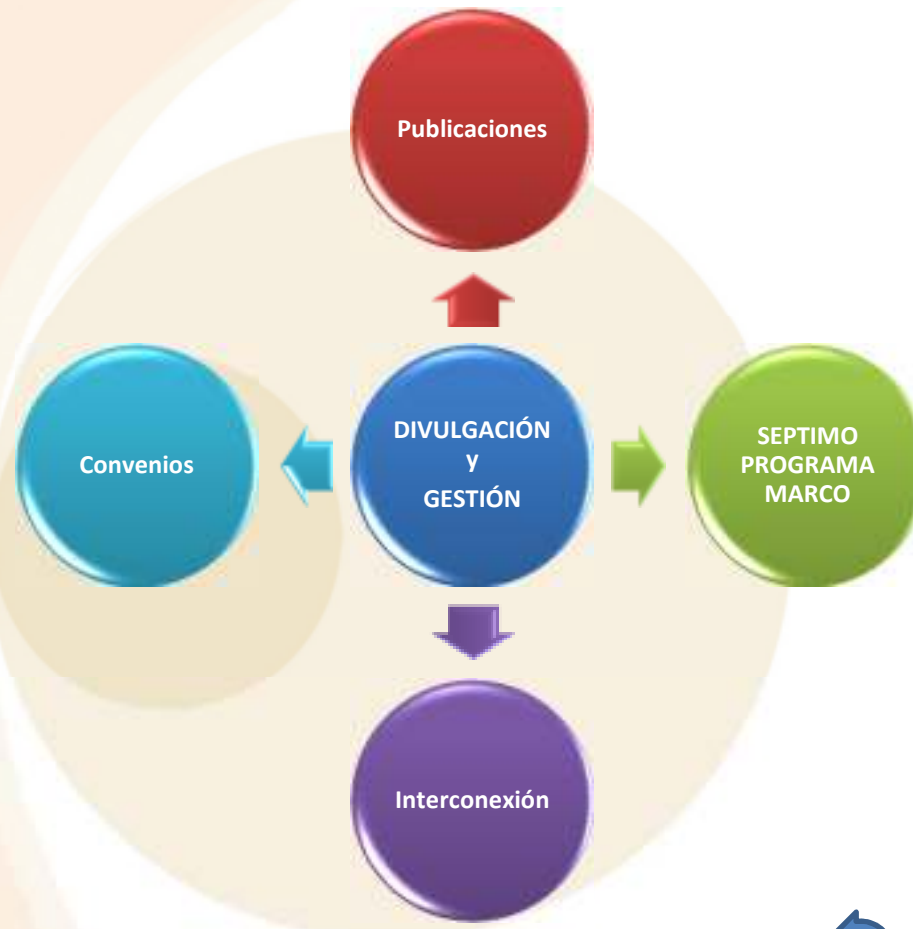 Publicaciones
Convenios
DIVULGACIÓN
y
GESTIÓN
SEPTIMO
PROGRAMA
MARCO
Interconexión